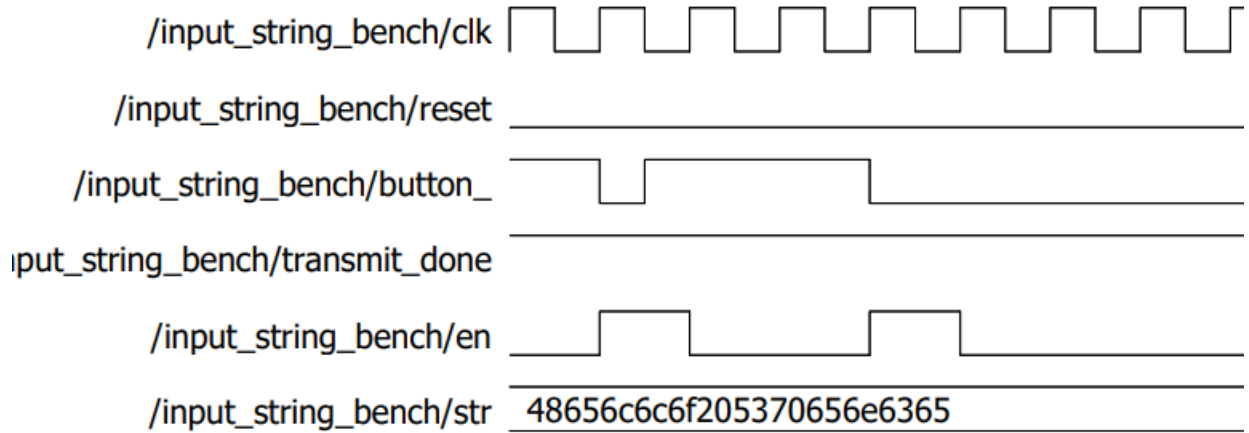 /input_string_bench/clk
/input_string_bench/reset
/input_string_bench/button_
put_string_bench/transmit_done
/input_string_bench/en
/input_string_bench/str 48656c6c6f205370656e6365